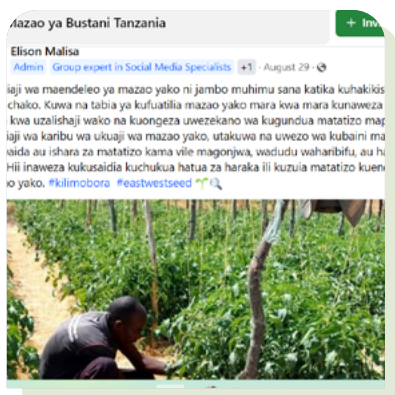 Mazao ya Bustani Tanzania
+ Invi
Elison Malisa
Admin Group expert in Social Media Specialists +1 · August 29 ·
iaji wa maendeleo ya mazao yako ni jambo muhimu sana katika kuhakikis
chako. Kuwa na tabia ya kufuatilia mazao yako mara kwa mara kunaweza
kwa uzalishaji wako na kuongeza uwezekano wa kugundua matatizo map
iaji wa karibu wa ukuaji wa mazao yako, utakuwa na uwezo wa kubaini ma
aida au ishara za matatizo kama vile magonjwa, wadudu waharibifu, au ha
Hii inaweza kukusaidia kuchukua hatua za haraka ili kuzuia matatizo kuen
o yako. #kilimobora #eastwestseed